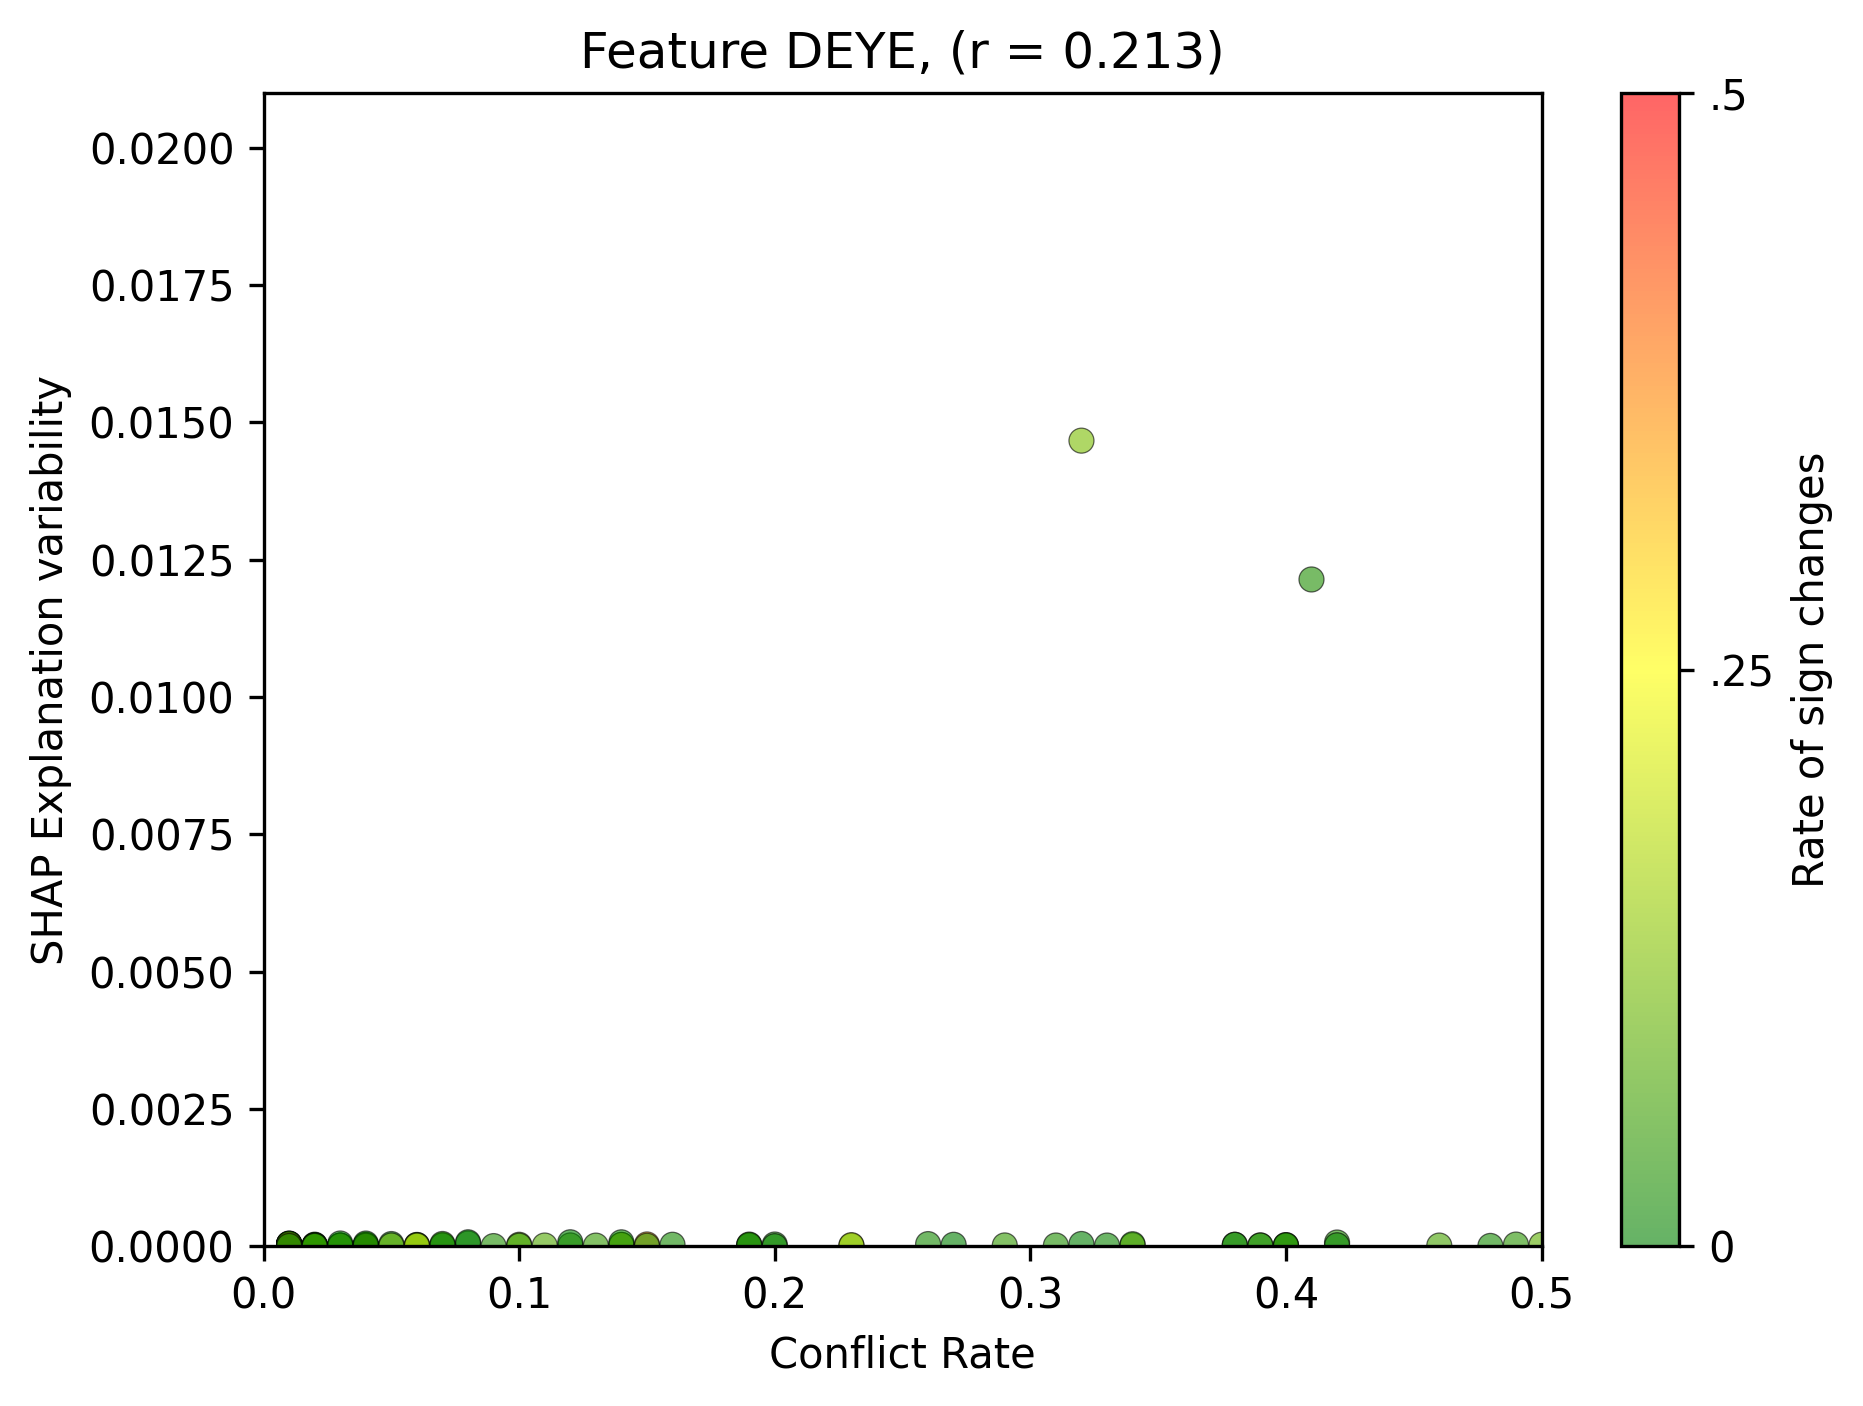 Feature DEYE, (r = 0.213)
SHAP Explanation variability
0.0200
0.0175
0.0150
0.0125
0.0100
0.0075
0.0050
0.0025
0.0000
0.0 0.1 0.2 0.3 0.4 0.5
Conflict Rate
.5
.25
0
Rate of sign changes